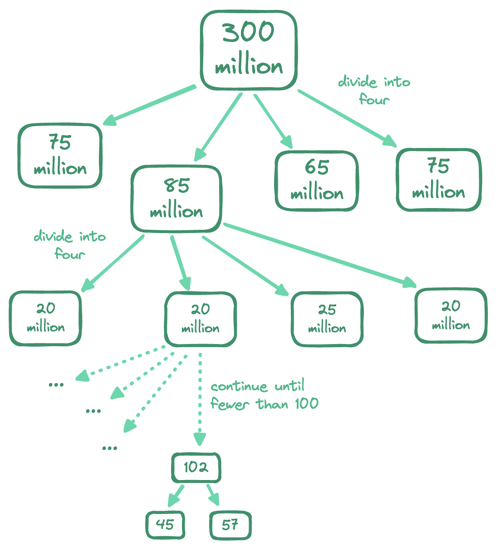 300
million
divide into
four
75
million
85
million
65
million
75
million
divide into
four
20
million
20
million
25
million
20
million
...
...
...
continue until
fewer than 100
102
45
57